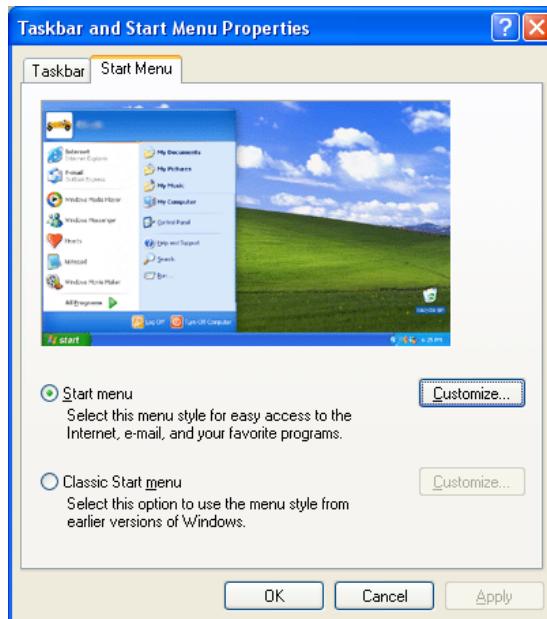 Taskbar and Start Menu Properties
Taskbar
Start Menu
Internet
Internet Explorer
E-mail
Outlook Express
Windows Media Player
Windows Messenger
Hearts
Notepad
Windows Movie Maker
All Programs
My Documents
My Pictures
My Music
My Computer
Control Panel
Help and Support
Search
Run...
Log Off
Turn Off Computer
start
Start menu
Customize...
Select this menu style for easy access to the
Internet, e-mail, and your favorite programs.
Classic Start menu
Customize...
Select this option to use the menu style from
earlier versions of Windows.
OK
Cancel
Apply